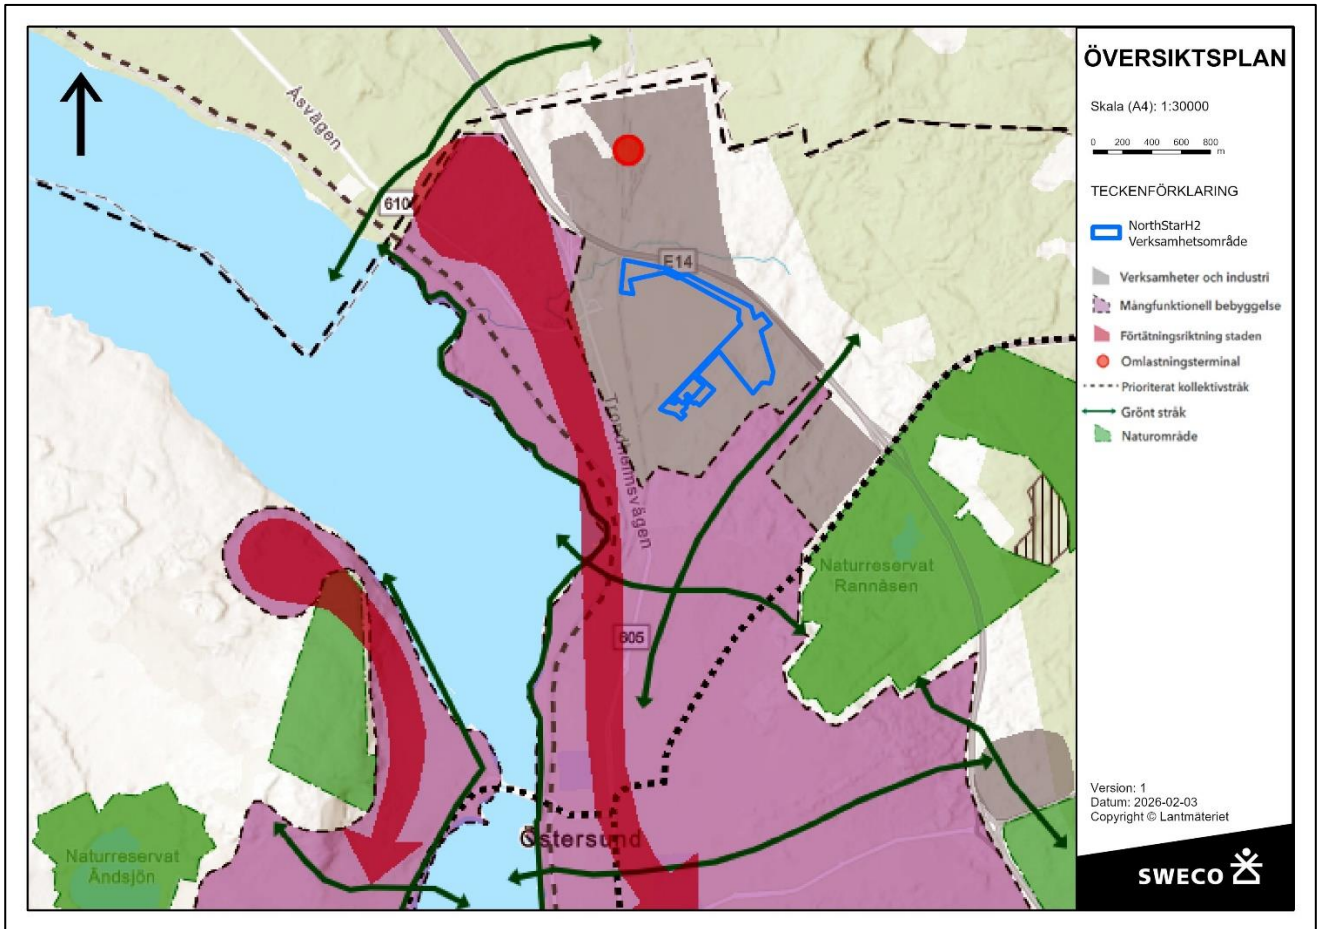 ÖVERSIKTSPLAN
Skala (A4): 1:30000
0 200 400 600 800
m
TECKENFÖRKLARING
NorthStarH2
Verksamhetsområde
Verksamheter och industri
Mångfunktionell bebyggelse
Förtätningsriktning staden
Omlastningsterminal
Prioriterat kollektivstråk
Grönt stråk
Naturområde
Åsvägen
610
E14
Trondheimsvägen
605
Naturreservat
Rannåsen
Östersund
Naturreservat
Ändsjön
Version: 1
Datum: 2026-02-03
Copyright © Lantmäteriet
SWECO